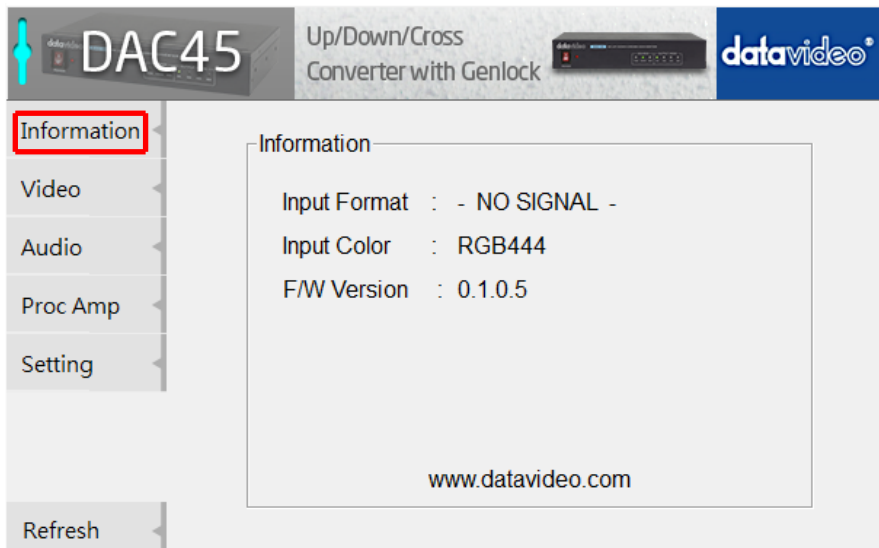 DAC45
Up/Down/Cross
Converter with Genlock
datavideo®
Information
Video
Audio
Proc Amp
Setting
Refresh
Information
Input Format : - NO SIGNAL -
Input Color : RGB444
F/W Version : 0.1.0.5
www.datavideo.com